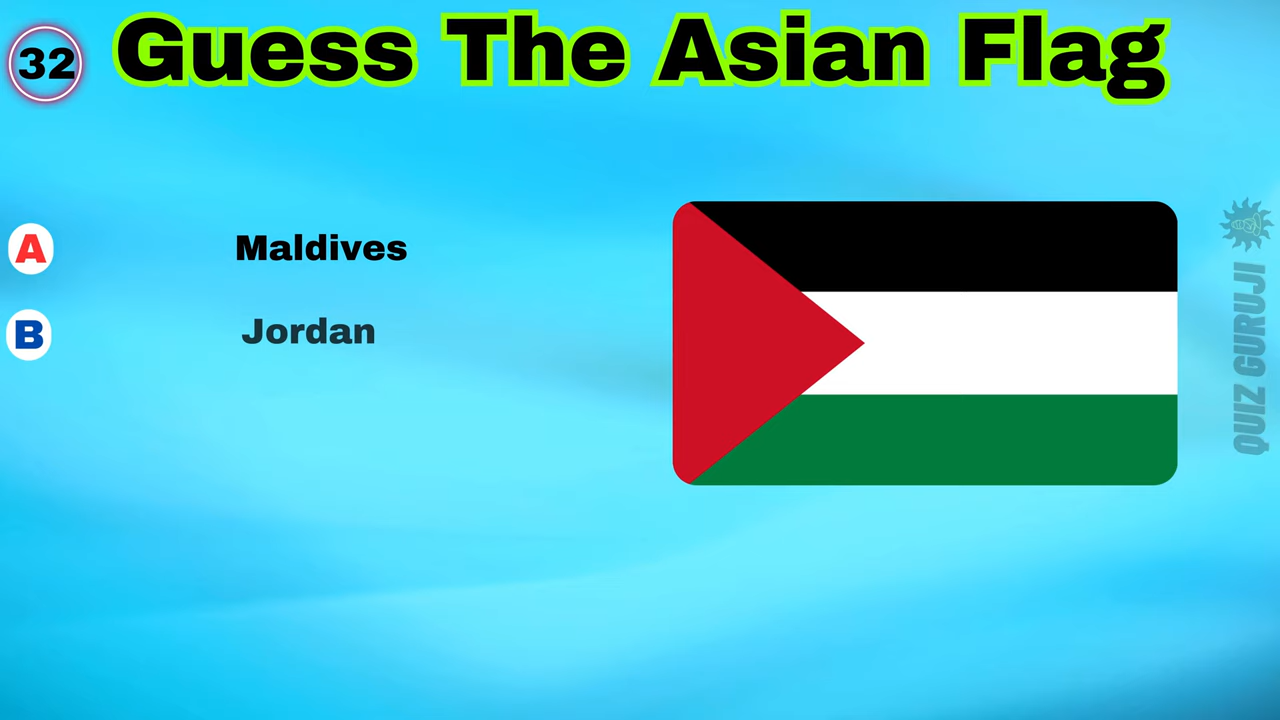 32
Guess The Asian Flag
A
Maldives
B
Jordan
QUIZ GURUJI